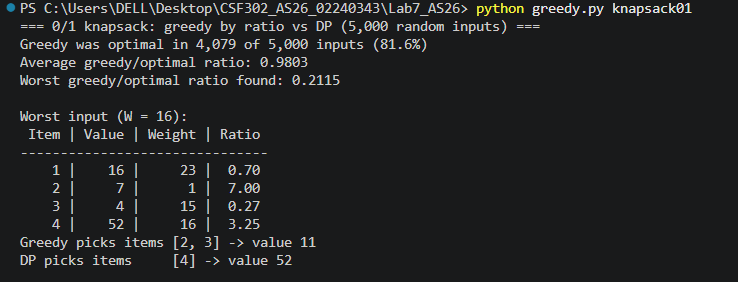 PS C:\Users\DELL\Desktop\CSF302_AS26_02240343\Lab7_AS26> python greedy.py knapsack01
=== 0/1 knapsack: greedy by ratio vs DP (5,000 random inputs) ===
Greedy was optimal in 4,079 of 5,000 inputs (81.6%)
Average greedy/optimal ratio: 0.9803
Worst greedy/optimal ratio found: 0.2115
Worst input (W = 16):
 Item | Value | Weight | Ratio
-------------------------------
    1 |    16 |     23 |  0.70
    2 |     7 |      1 |  7.00
    3 |     4 |     15 |  0.27
    4 |    52 |     16 |  3.25
Greedy picks items [2, 3] -> value 11
DP picks items     [4] -> value 52